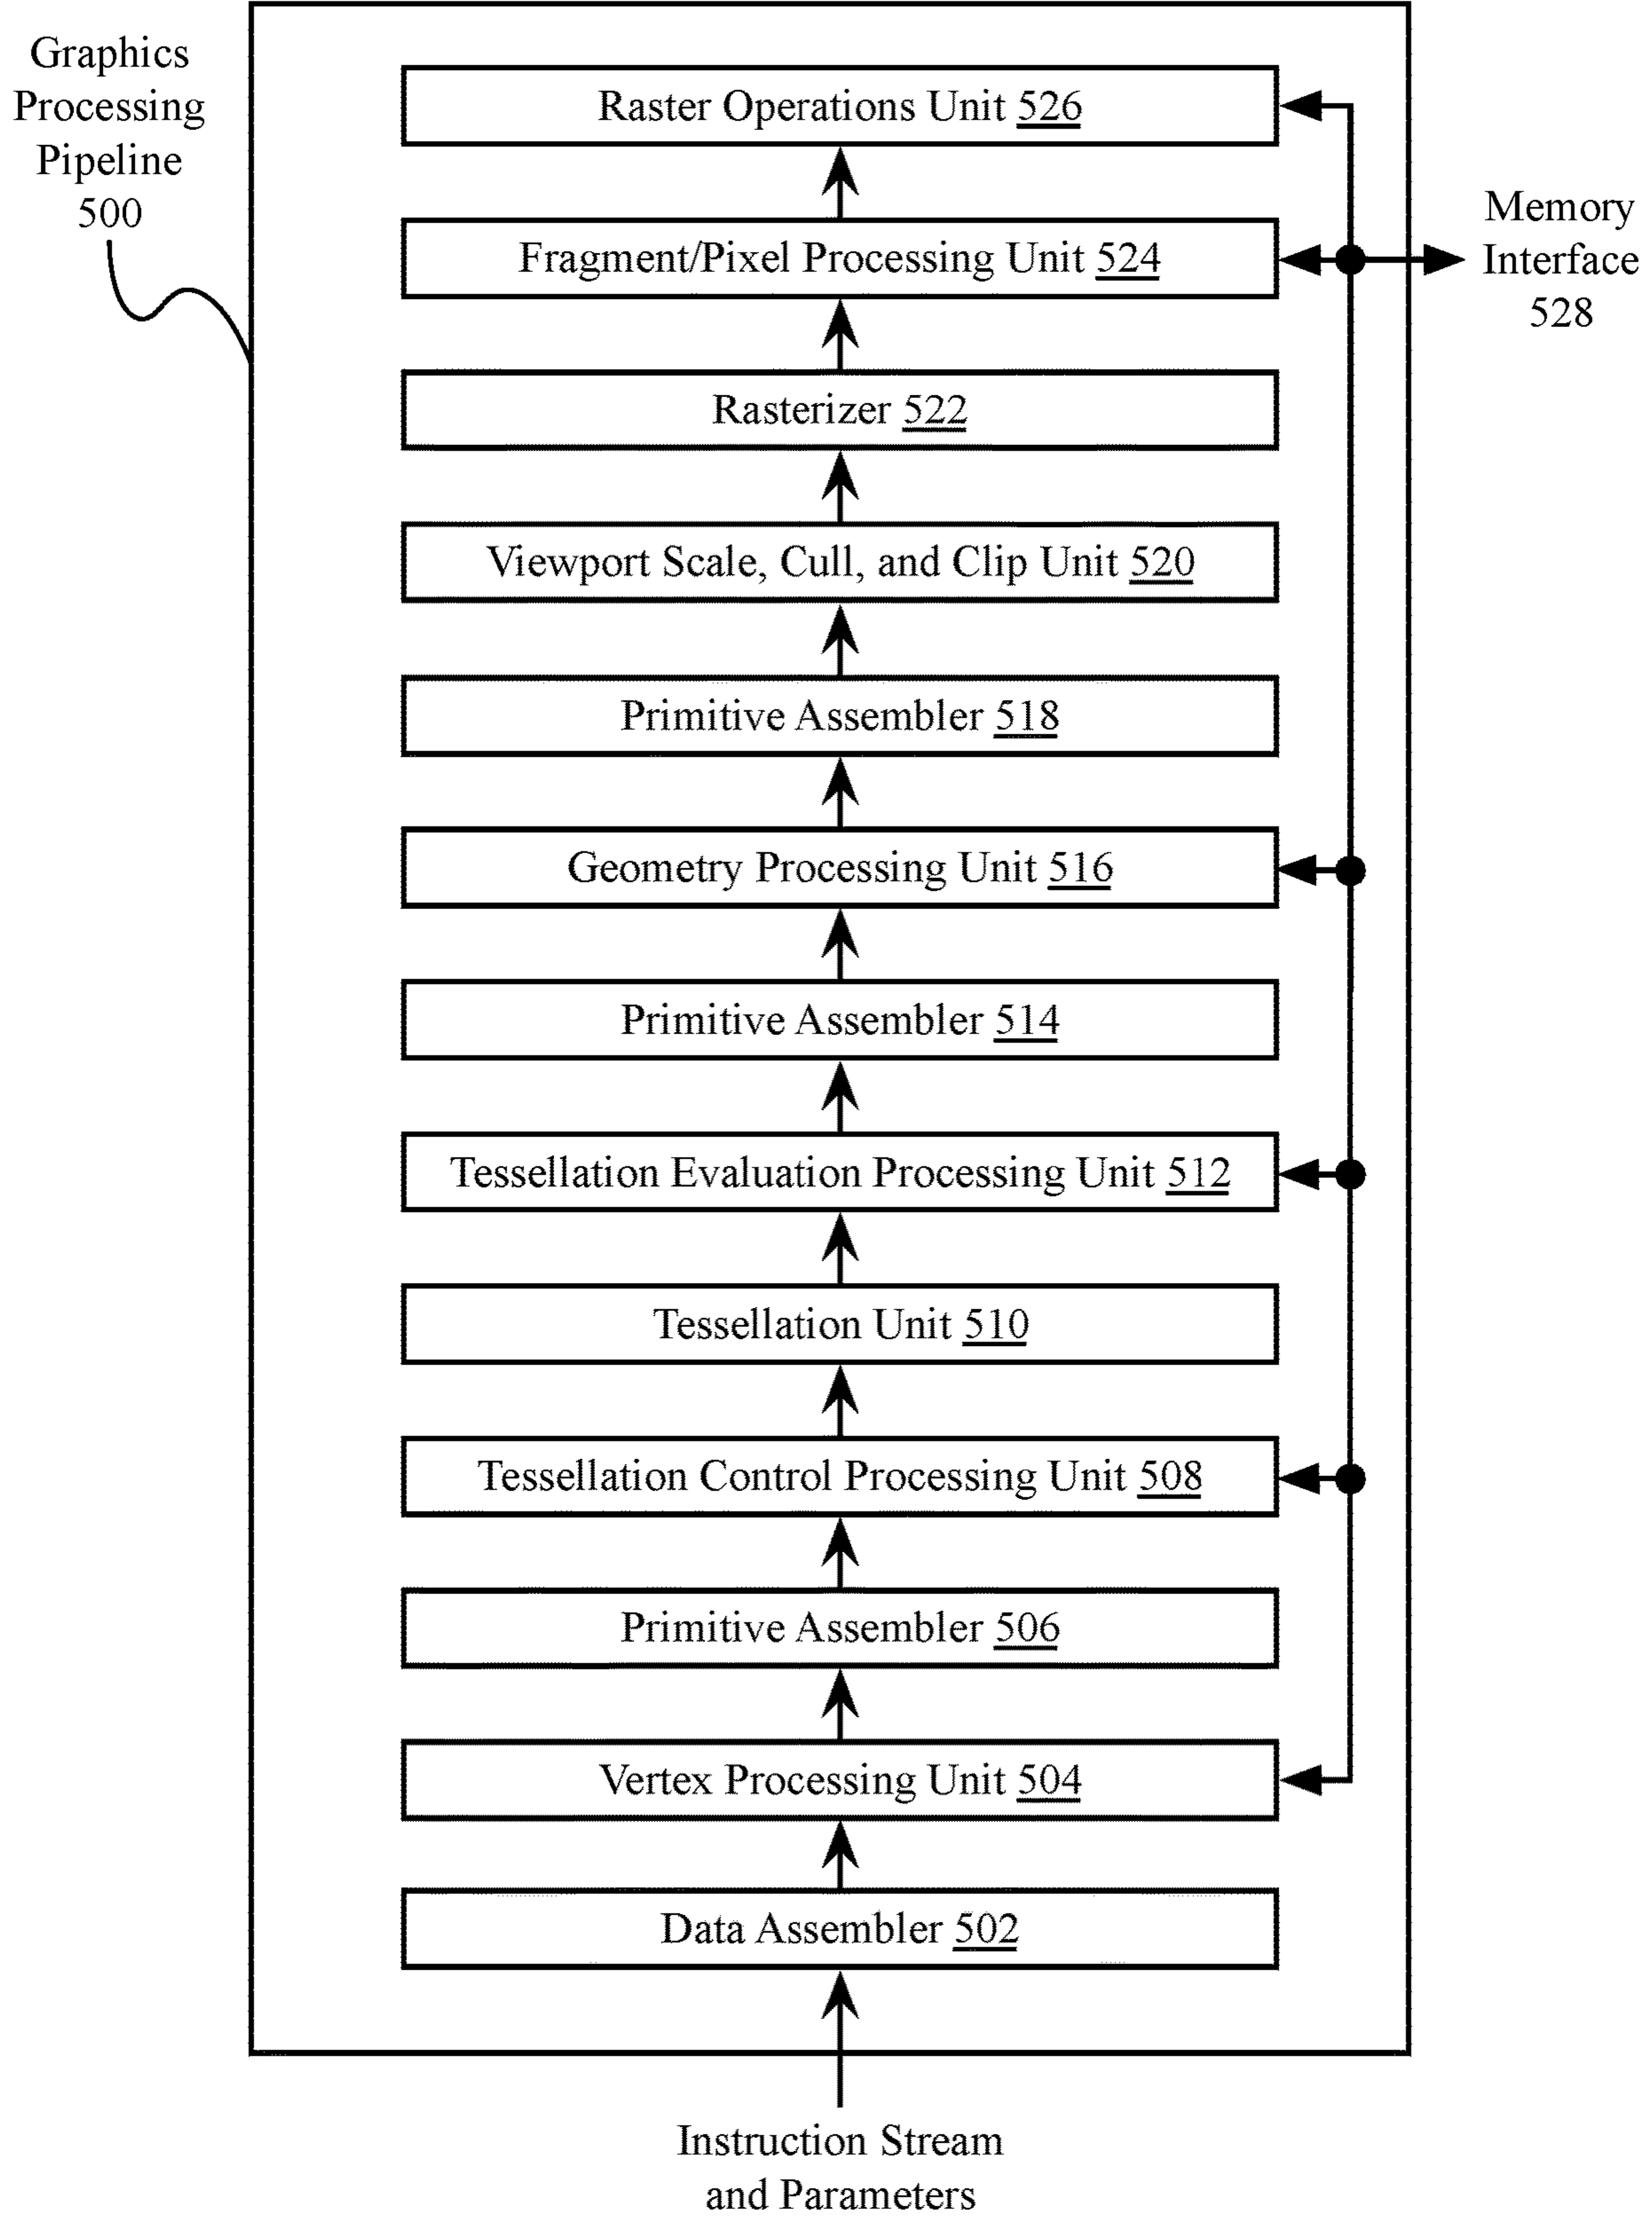 Graphics
Processing
Pipeline
500
Raster Operations Unit 526
Fragment/Pixel Processing Unit 524
Memory
Interface
528
Rasterizer 522
Viewport Scale, Cull, and Clip Unit 520
Primitive Assembler 518
Geometry Processing Unit 516
Primitive Assembler 514
Tessellation Evaluation Processing Unit 512
Tessellation Unit 510
Tessellation Control Processing Unit 508
Primitive Assembler 506
Vertex Processing Unit 504
Data Assembler 502
Instruction Stream
and Parameters